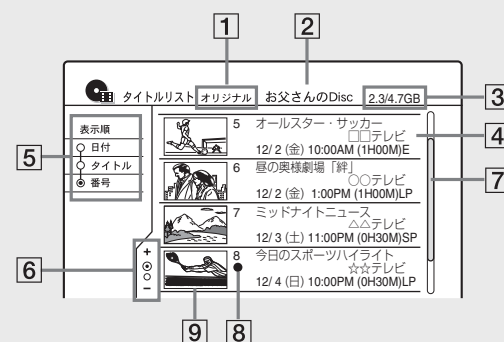 1 2
タイトルリスト オリジナル お父さんのDisc 2.3/4.7GB 3
表示順
日付
タイトル
番号
5
6
+
−
5 オールスター・サッカー
□□テレビ 4
12/ 2 (金) 10:00AM (1H00M)E
6 昼の奥様劇場「絆」
○○テレビ 7
12/ 2 (金) 1:00PM (1H00M)LP
7 ミッドナイトニュース
△△テレビ
12/ 3 (土) 11:00PM (0H30M)SP
8 今日のスポーツハイライト
☆☆テレビ
12/ 4 (日) 10:00PM (0H30M)LP
9 8